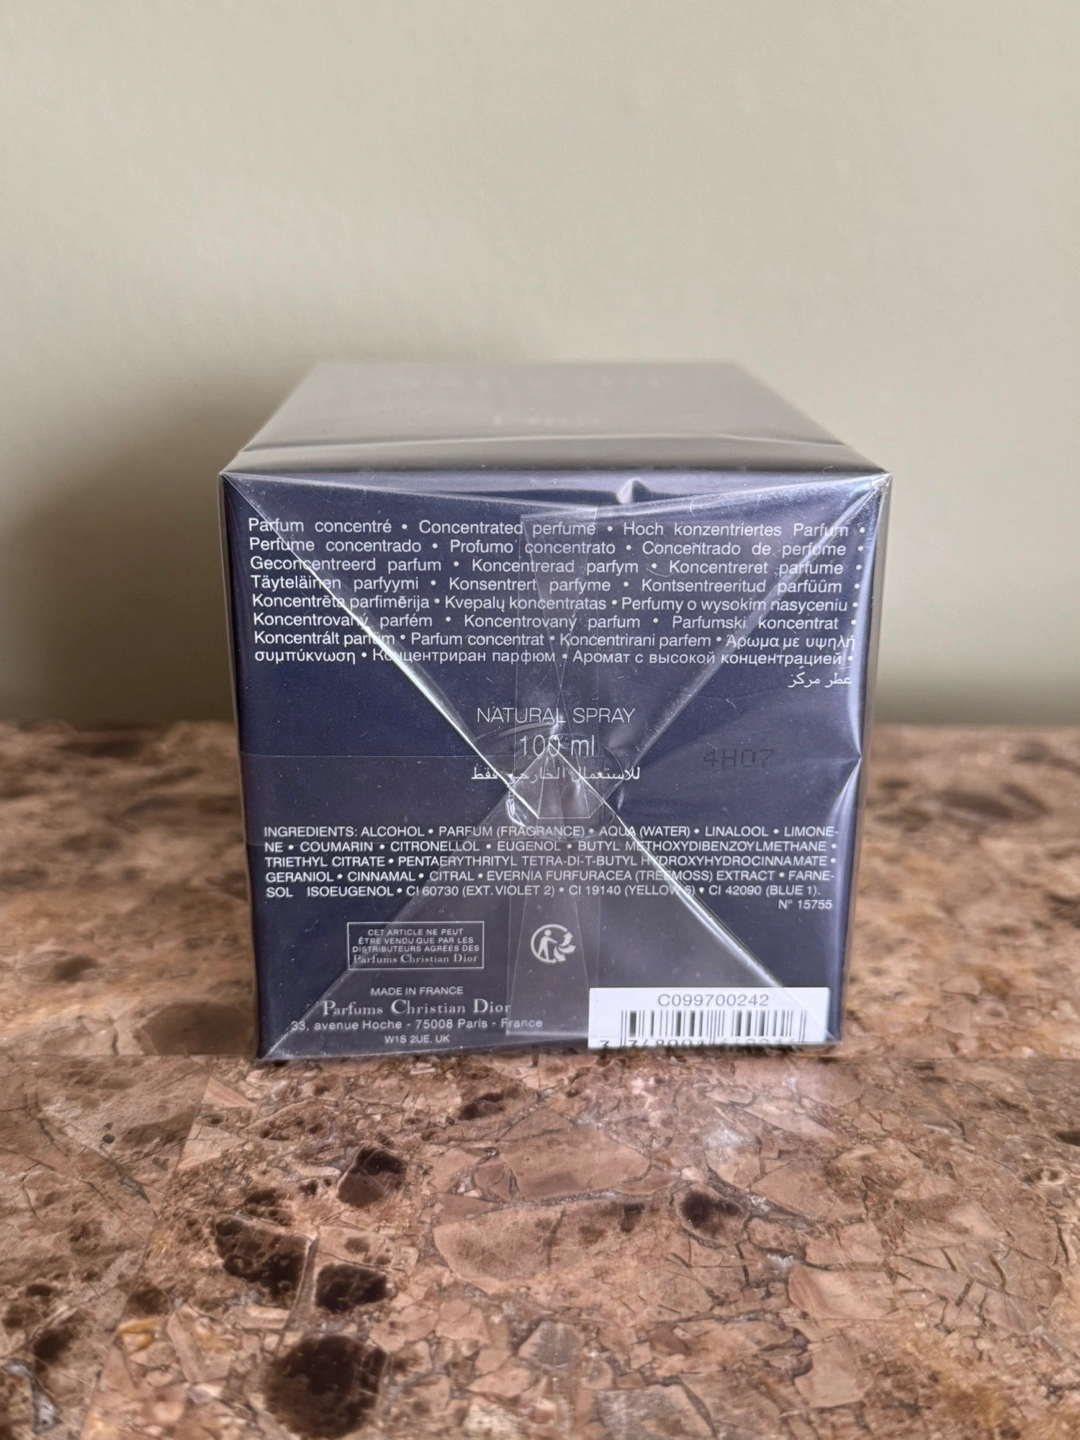 Parfum concentré • Concentrated perfume • Hoch konzentriertes Parfum •
Perfume concentrado • Profumo concentrato • Concentrado de perfume •
Geconcentreerd parfum • Koncentrerad parfym • Koncentreret parfume •
Täyteläinen parfyymi • Konsentrert parfyme • Kontsentreeritud parfüüm •
Koncentrēta parfimērija • Kvepalų koncentratas • Perfumy o wysokim nasyceniu •
Koncentrovaný parfém • Koncentrovaný parfum • Parfumski koncentrat •
Koncentrált parfüm • Parfum concentrat • Koncentrirani parfem • Άρωμα με υψηλή
συμπύκνωση • Концентриран парфюм • Аромат с высокой концентрацией •
عطر مركز
NATURAL SPRAY
100 ml
4H07
للاستعمال الخارجي فقط
INGREDIENTS: ALCOHOL • PARFUM (FRAGRANCE) • AQUA (WATER) • LINALOOL • LIMONE-
NE • COUMARIN • CITRONELLOL • EUGENOL • BUTYL METHOXYDIBENZOYLMETHANE •
TRIETHYL CITRATE • PENTAERYTHRITYL TETRA-DI-T-BUTYL HYDROXYHYDROCINNAMATE •
GERANIOL • CINNAMAL • CITRAL • EVERNIA FURFURACEA (TREEMOSS) EXTRACT • FARNE-
SOL ISOEUGENOL • CI 60730 (EXT. VIOLET 2) • CI 19140 (YELLOW 5) • CI 42090 (BLUE 1).
N° 15755
CET ARTICLE NE PEUT
ÊTRE VENDU QUE PAR LES
DISTRIBUTEURS AGRÉÉS DES
Parfums Christian Dior
MADE IN FRANCE
Parfums Christian Dior
33, avenue Hoche - 75008 Paris - France
W1S 2UE. UK
C099700242